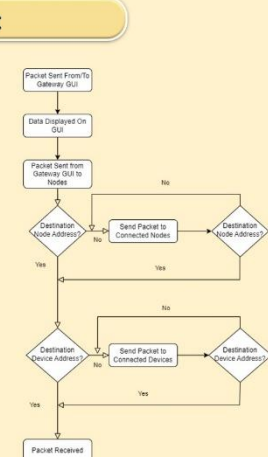 :
Packet Sent From/To
Gateway GUI
Data Displayed On
GUI
Packet Sent from
Gateway GUI to
Nodes
No
Destination
Node Address?
No
Send Packet to
Connected Nodes
Destination
Node Address?
Yes
Yes
No
Destination
Device Address?
No
Send Packet to
Connected Devices
Destination
Device Address?
Yes
Yes
Packet Received